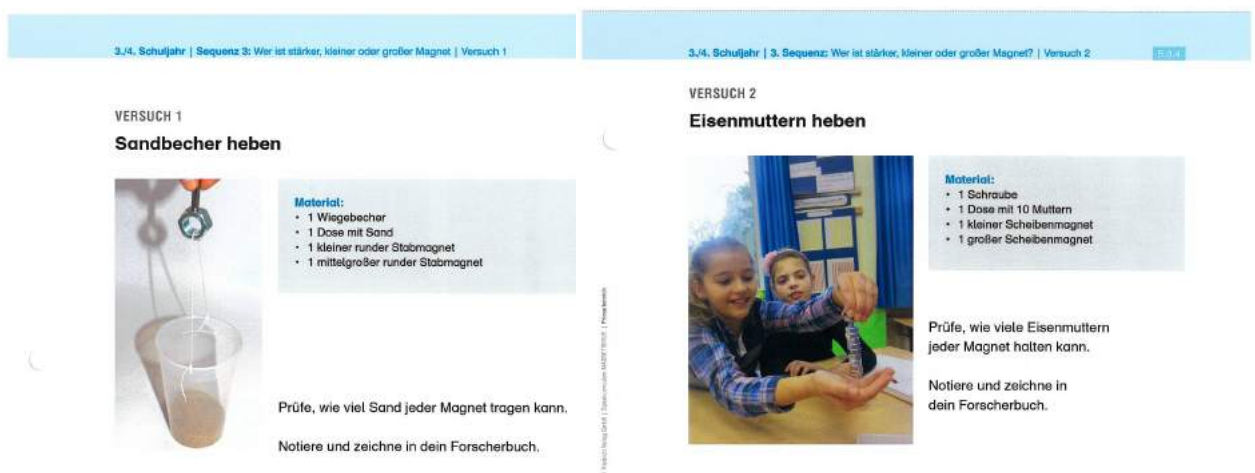 3./4. Schuljahr | Sequenz 3: Wer ist stärker, kleiner oder großer Magnet | Versuch 1
VERSUCH 1
Sandbecher heben
Material:
• 1 Wiegebecher
• 1 Dose mit Sand
• 1 kleiner runder Stabmagnet
• 1 mittelgroßer runder Stabmagnet
Prüfe, wie viel Sand jeder Magnet tragen kann.
Notiere und zeichne in dein Forscherbuch.
3./4. Schuljahr | 3. Sequenz: Wer ist stärker, kleiner oder großer Magnet? | Versuch 2
VERSUCH 2
Eisenmuttern heben
Material:
• 1 Schraube
• 1 Dose mit 10 Muttern
• 1 kleiner Scheibenmagnet
• 1 großer Scheibenmagnet
Prüfe, wie viele Eisenmuttern
jeder Magnet halten kann.
Notiere und zeichne in
dein Forscherbuch.